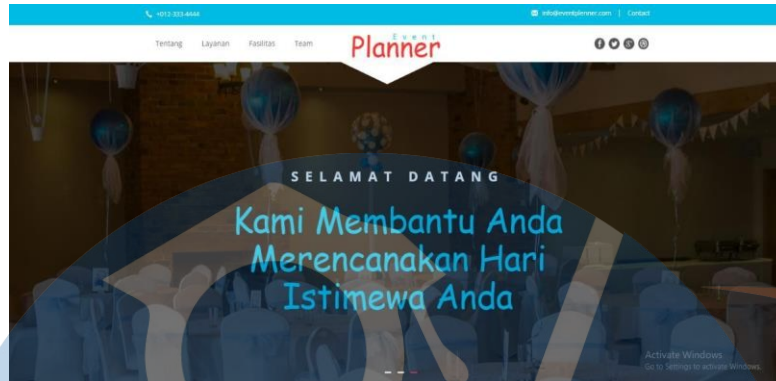 +012-333-4444
info@eventplenner.com | Contact
Tentang Layanan Fasilitas Team
Event
Planner
SELAMAT DATANG
Kami Membantu Anda
Merencanakan Hari
Istimewa Anda
Activate Windows
Go to Settings to activate Windows.